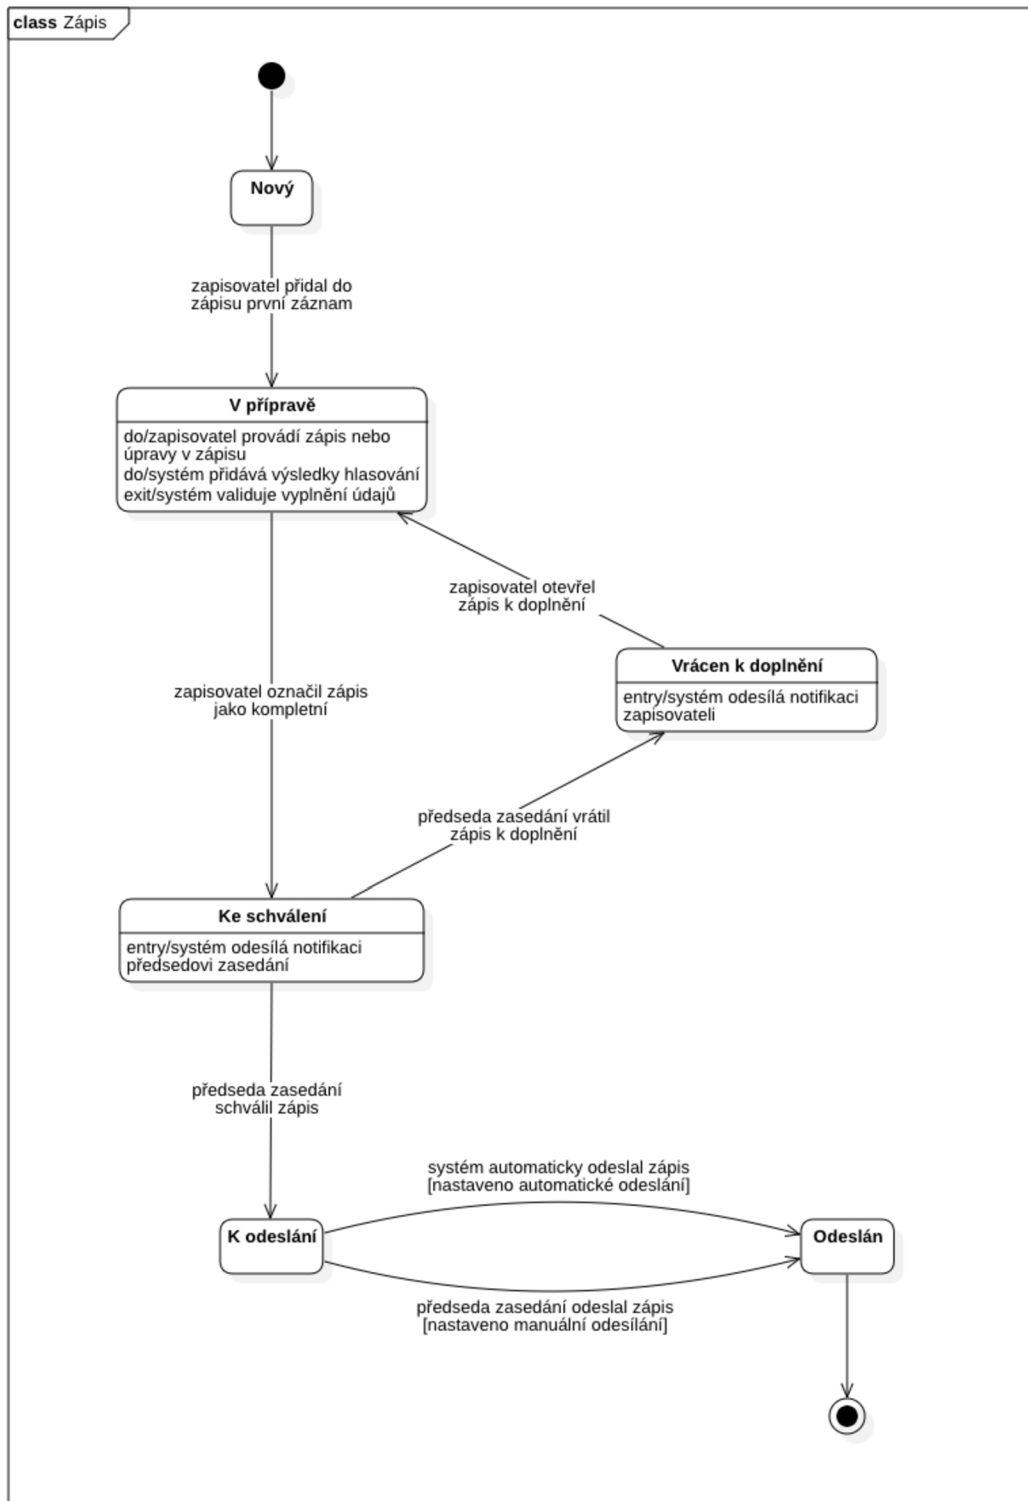 class Zápis
Nový
zapisovatel přidal do
zápisu první záznam
V přípravě
do/zapisovatel provádí zápis nebo
úpravy v zápisu
do/systém přidává výsledky hlasování
exit/systém validuje vyplnění údajů
zapisovatel otevřel
zápis k doplnění
Vrácen k doplnění
entry/systém odesílá notifikaci
zapisovateli
zapisovatel označil zápis
jako kompletní
předseda zasedání vrátil
zápis k doplnění
Ke schválení
entry/systém odesílá notifikaci
předsedovi zasedání
předseda zasedání
schválil zápis
systém automaticky odeslal zápis
[nastaveno automatické odeslání]
K odeslání
Odeslán
předseda zasedání odeslal zápis
[nastaveno manuální odesílání]